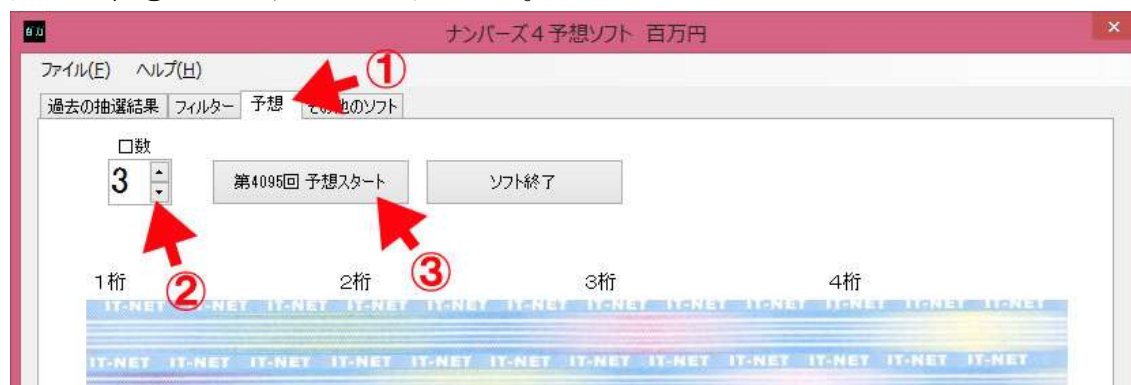 ナンバーズ4予想ソフト 百万円
ファイル(F) ヘルプ(H)
①
過去の抽選結果 フィルター 予想 その他のソフト
口数
3 第4095回 予想スタート ソフト終了
② ③
1桁 2桁 3桁 4桁
IT-NET IT-NET IT-NET IT-NET IT-NET IT-NET IT-NET IT-NET IT-NET IT-NET IT-NET
IT-NET IT-NET IT-NET IT-NET IT-NET IT-NET IT-NET IT-NET IT-NET IT-NET IT-NET